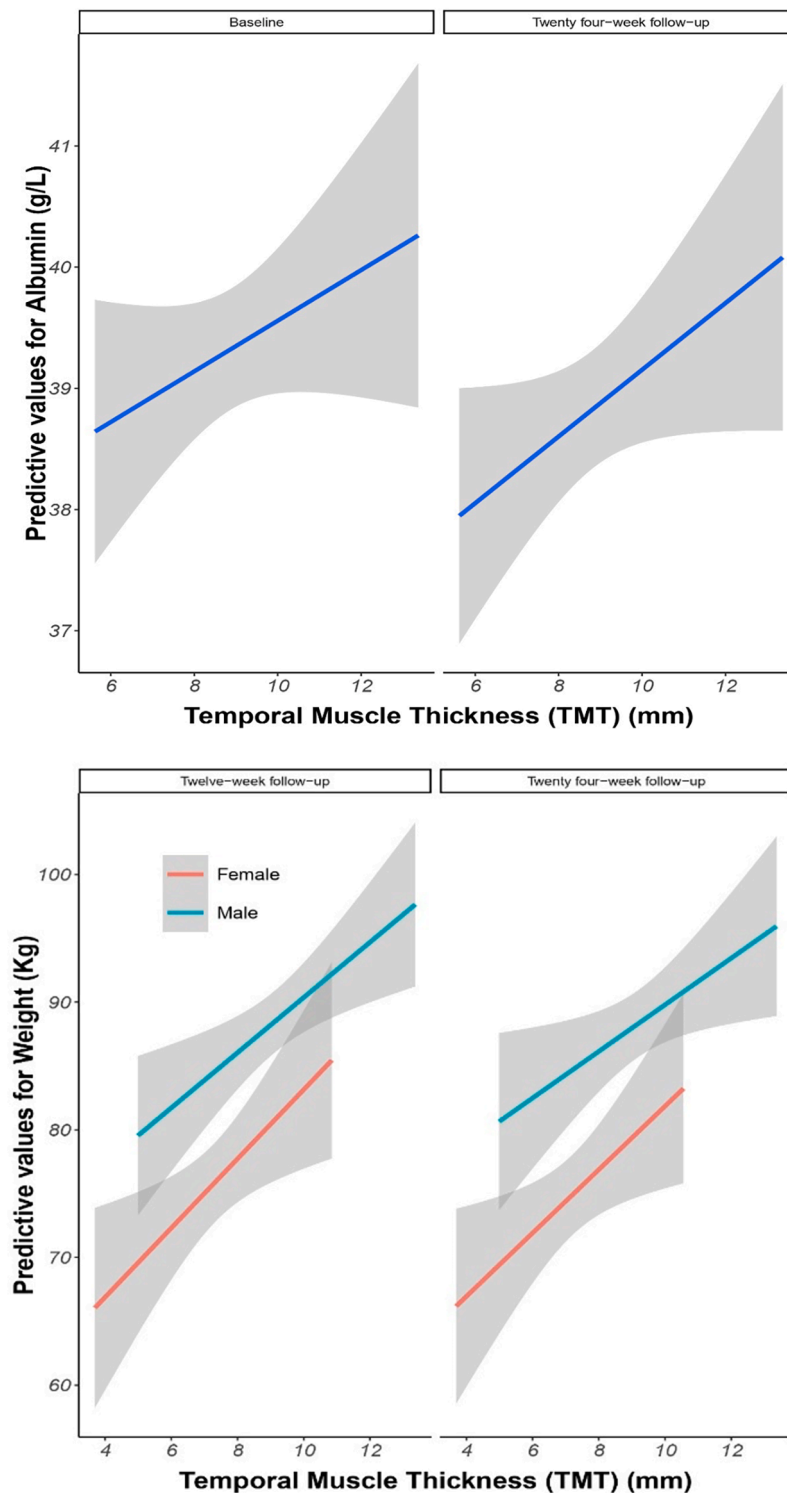 Baseline
Twenty four-week follow-up
Predictive values for Albumin (g/L)
41
40
39
38
37
6 8 10 12 6 8 10 12
Temporal Muscle Thickness (TMT) (mm)
Twelve-week follow-up
Twenty four-week follow-up
Predictive values for Weight (Kg)
100
90
80
70
60
Female
Male
4 6 8 10 12 4 6 8 10 12
Temporal Muscle Thickness (TMT) (mm)